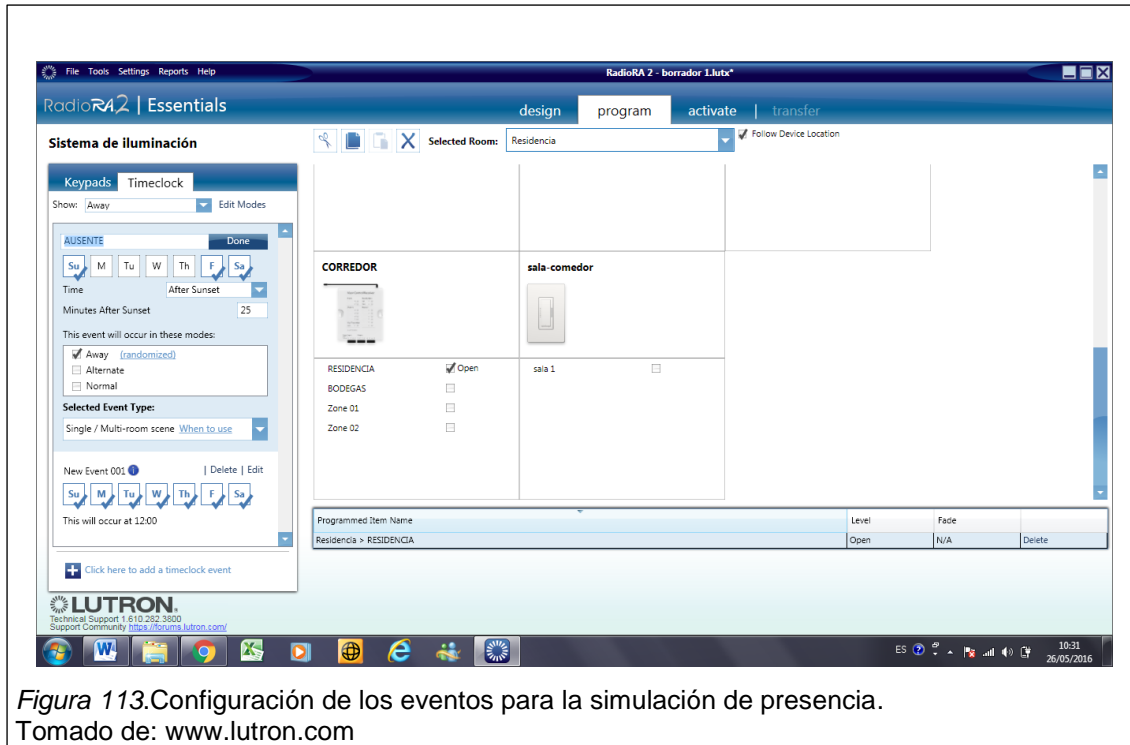 File Tools Settings Reports Help
RadioRA 2 - borrador 1.lutx*
RadioRA2 | Essentials
design program activate | transfer
Sistema de iluminación
Selected Room: Residencia Follow Device Location
Keypads Timeclock
Show: Away Edit Modes
AUSENTE Done
Su M Tu W Th F Sa
Time After Sunset
Minutes After Sunset 25
This event will occur in these modes:
Away (randomized)
Alternate
Normal
Selected Event Type:
Single / Multi-room scene When to use
New Event 001 | Delete | Edit
Su M Tu W Th F Sa
This will occur at 12:00
Click here to add a timeclock event
CORREDOR
RESIDENCIA Open
BODEGAS
Zone 01
Zone 02
sala-comedor
sala 1
Programmed Item Name Level Fade
Residencia > RESIDENCIA Open N/A Delete
LUTRON.
Technical Support 1.610.282.3800
Support Community https://forums.lutron.com/
ES 10:31
26/05/2016
Figura 113.Configuración de los eventos para la simulación de presencia.
Tomado de: www.lutron.com